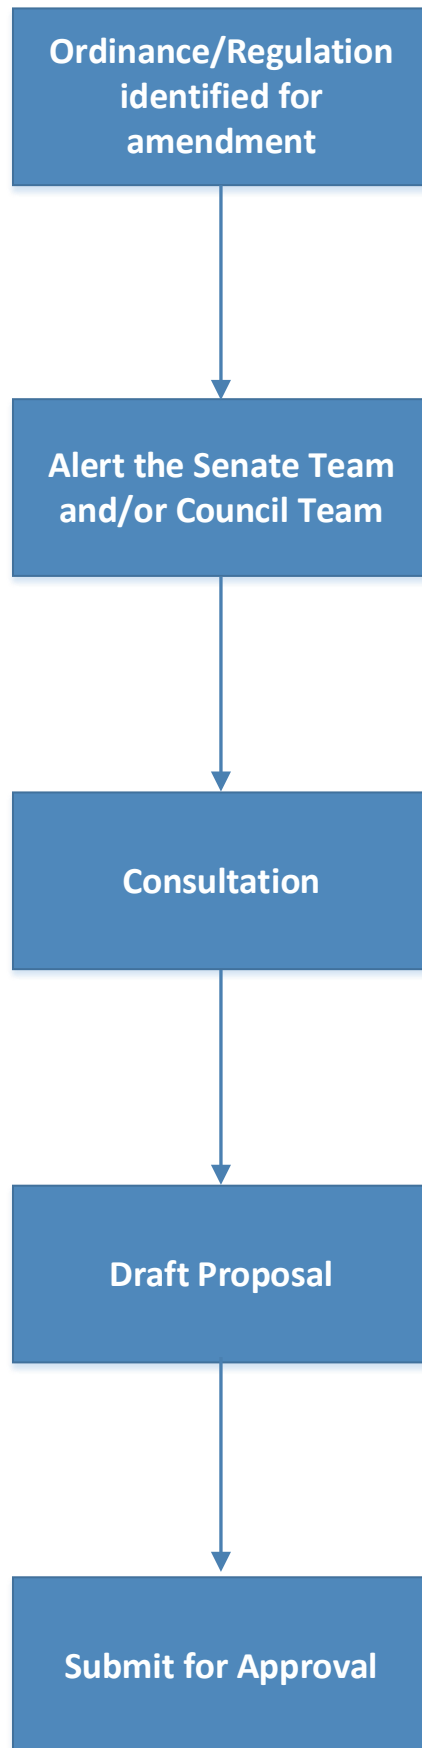 Ordinance/Regulation
identified for
amendment
Alert the Senate Team
and/or Council Team
Consultation
Draft Proposal
Submit for Approval